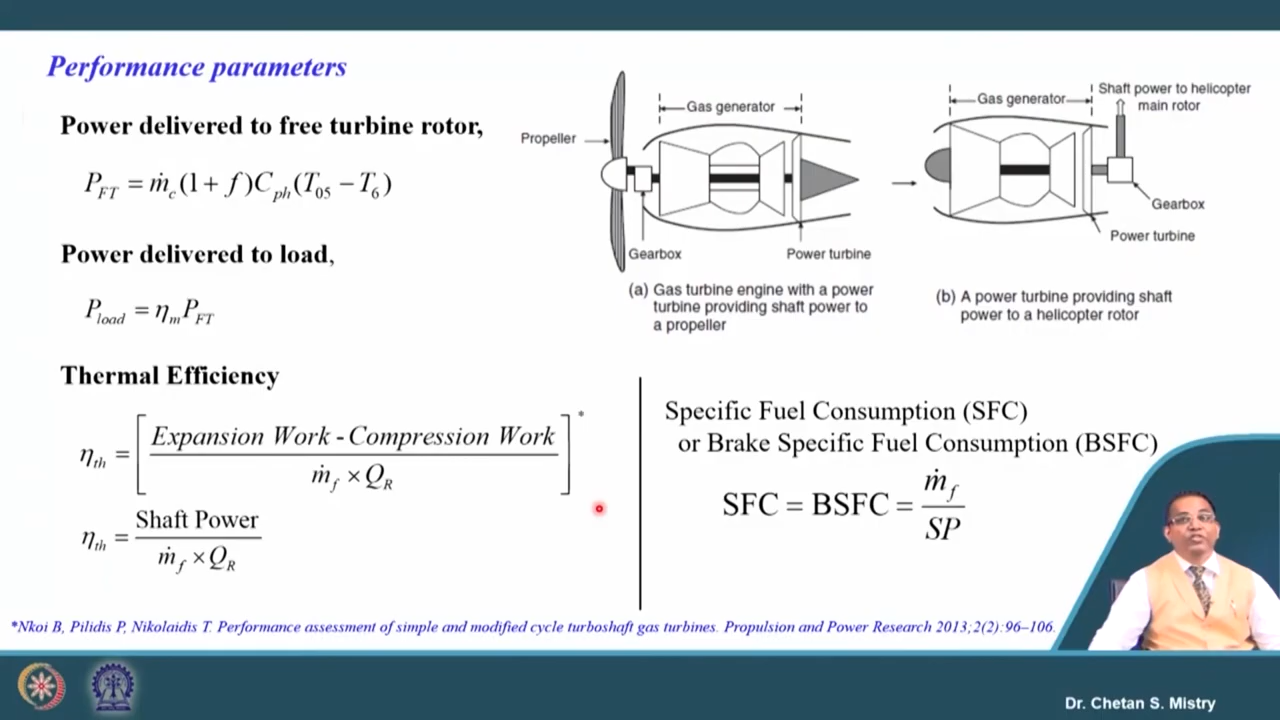 Performance parameters
Power delivered to free turbine rotor,
P_FT = ṁ_c(1 + f)C_ph(T_05 − T_6)
Power delivered to load,
P_load = η_m P_FT
Thermal Efficiency
η_th = [Expansion Work - Compression Work / ṁ_f × Q_R]*
η_th = Shaft Power / ṁ_f × Q_R
Gas generator
Propeller
Gearbox
Power turbine
(a) Gas turbine engine with a power
turbine providing shaft power to
a propeller
Gas generator
Shaft power to helicopter
main rotor
Gearbox
Power turbine
(b) A power turbine providing shaft
power to a helicopter rotor
Specific Fuel Consumption (SFC)
or Brake Specific Fuel Consumption (BSFC)
SFC = BSFC = ṁ_f / SP
*Nkoi B, Pilidis P, Nikolaidis T. Performance assessment of simple and modified cycle turboshaft gas turbines. Propulsion and Power Research 2013;2(2):96–106.
Dr. Chetan S. Mistry